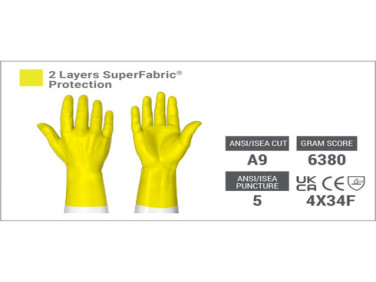 2 Layers SuperFabric®
Protection
ANSI/ISEA CUT
GRAM SCORE
A9
6380
ANSI/ISEA
PUNCTURE
UK
CA CE
5
4X34F